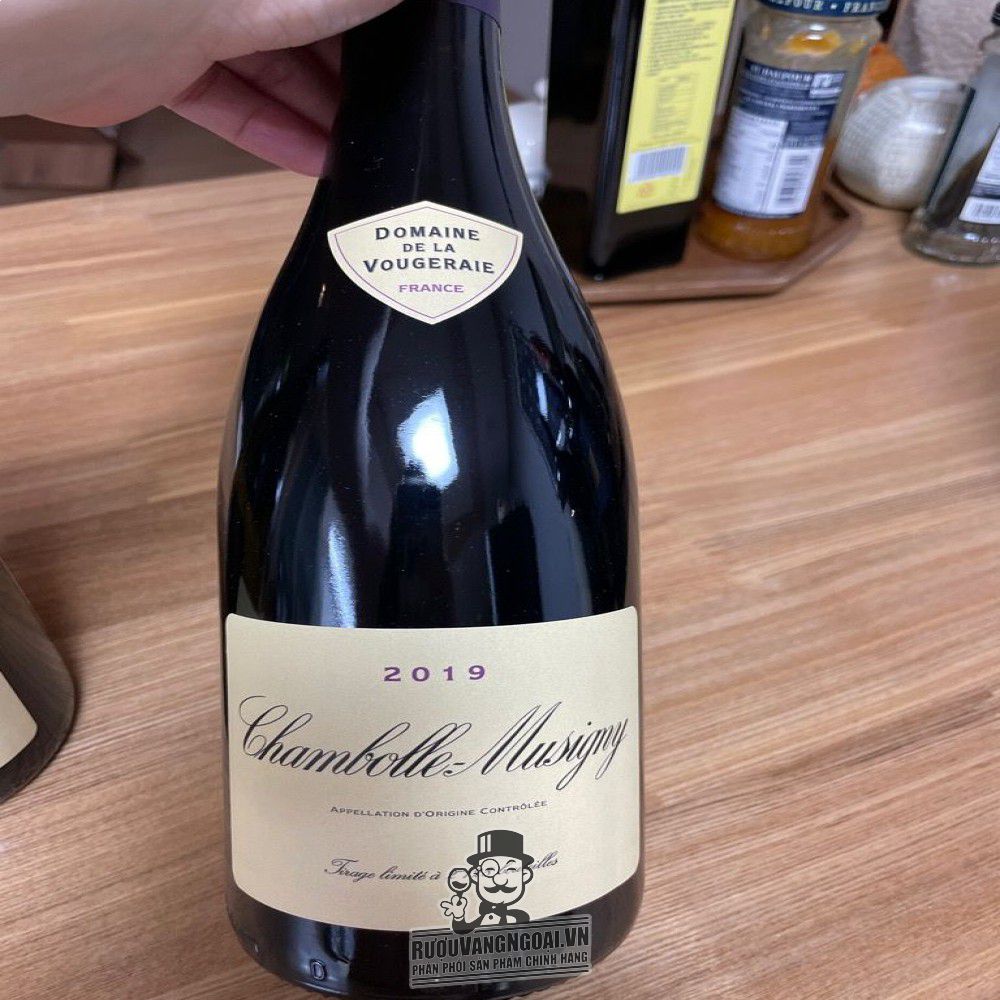 DOMAINE
DE LA
VOUGERAIE
FRANCE
2019
Chambolle-Musigny
APPELLATION D'ORIGINE CONTRÔLÉE
Tirage limité à
RUOUVANGNGOAI.VN
PHÂN PHỐI SẢN PHẨM CHÍNH HÃNG